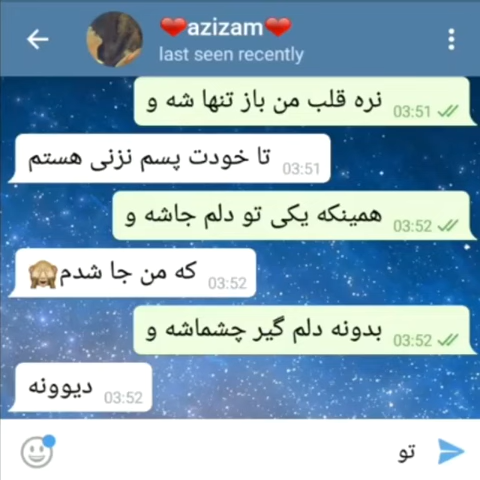 ❤️azizam❤️
last seen recently
نره قلب من باز تنها شه و
03:51
تا خودت پسم نزنی هستم
03:51
همینکه یکی تو دلم جاشه و
03:52
که من جا شدم🙈
03:52
بدونه دلم گیر چشماشه و
03:52
دیوونه
03:52
تو